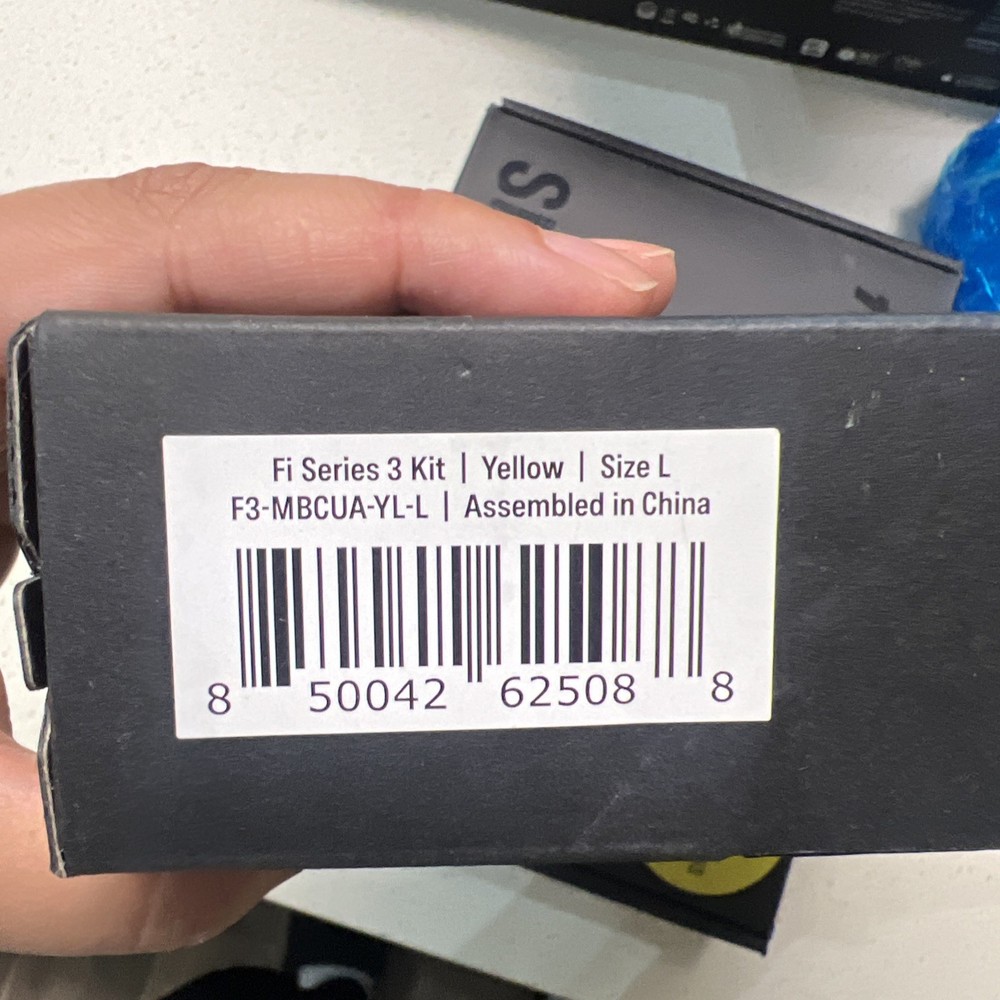 Fi Series 3 Kit | Yellow | Size L
F3-MBCUA-YL-L | Assembled in China
8 50042 62508 8